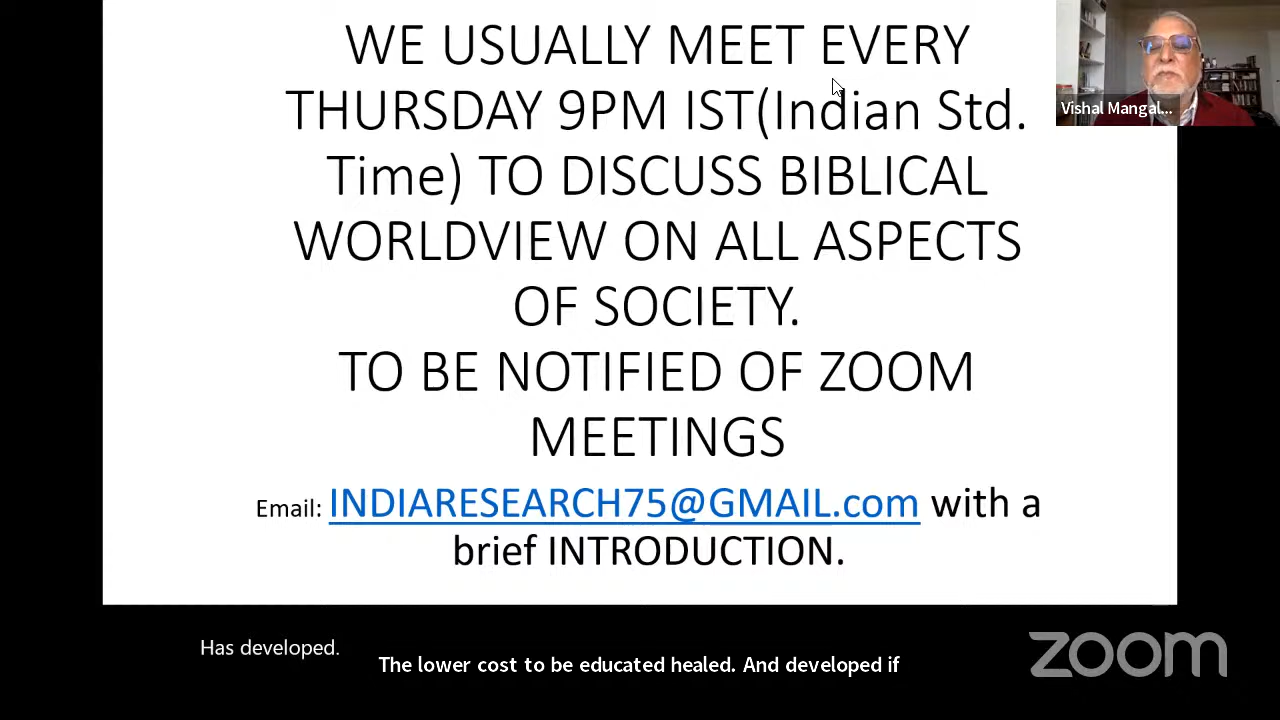 WE USUALLY MEET EVERY
THURSDAY 9PM IST(Indian Std.
Time) TO DISCUSS BIBLICAL
WORLDVIEW ON ALL ASPECTS
OF SOCIETY.
TO BE NOTIFIED OF ZOOM
MEETINGS
Email: INDIARESEARCH75@GMAIL.com with a
brief INTRODUCTION.
Vishal Mangal...
Has developed.
The lower cost to be educated healed. And developed if
zoom